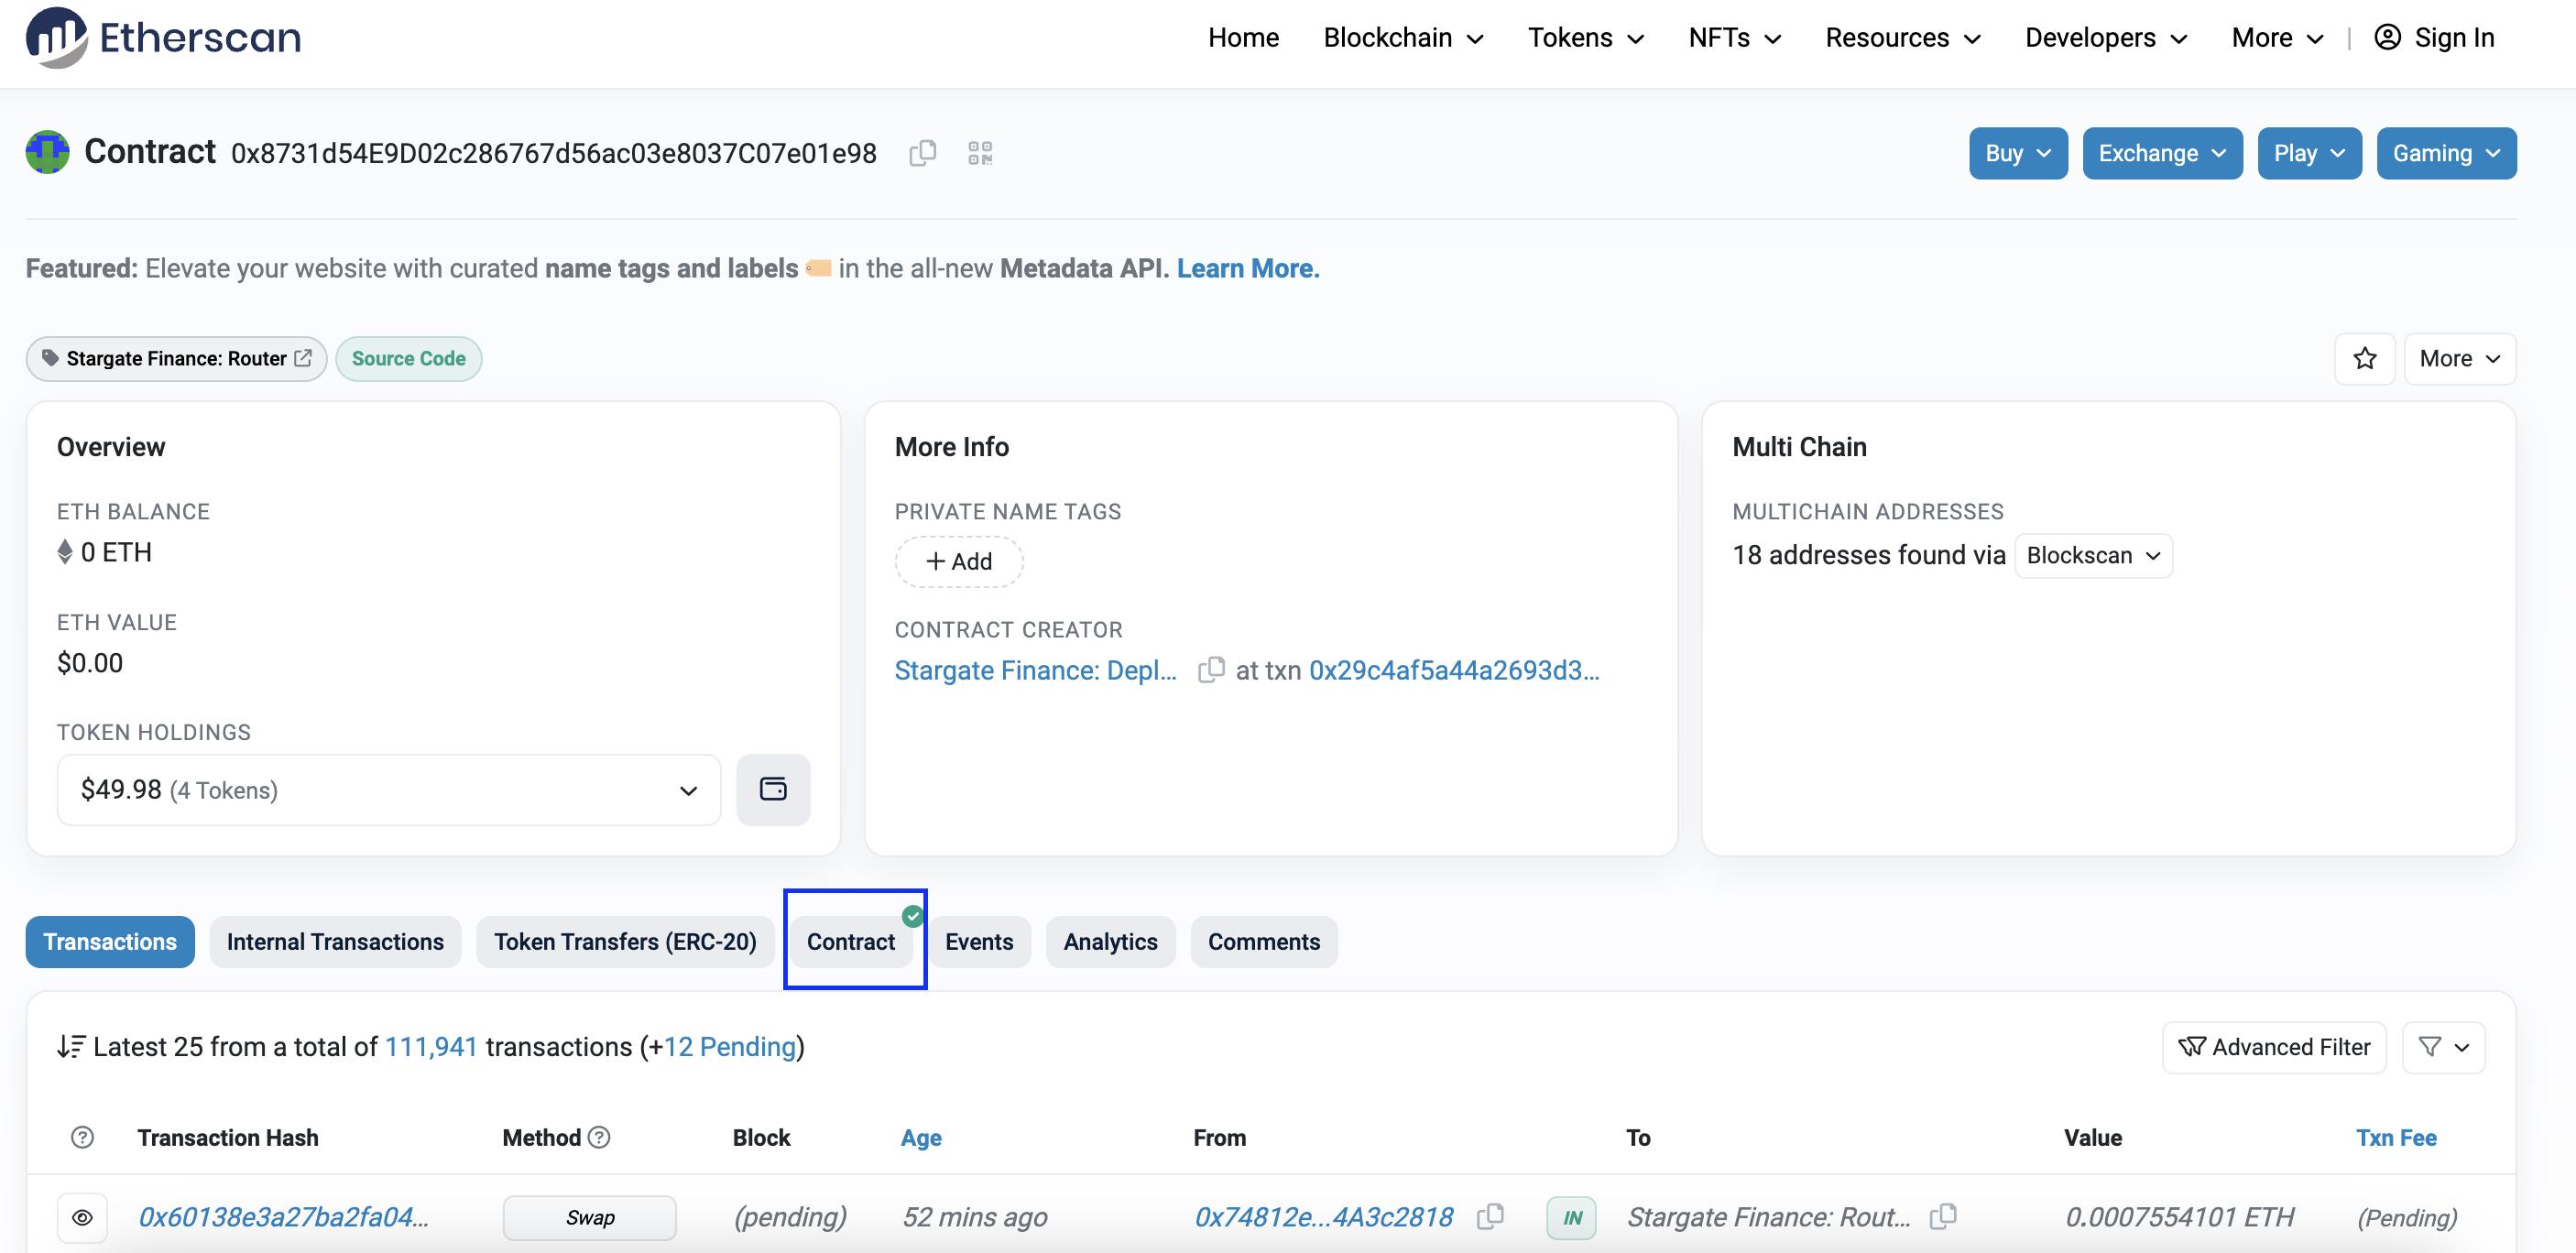 Etherscan
Home Blockchain Tokens NFTs Resources Developers More | Sign In
Contract 0x8731d54E9D02c286767d56ac03e8037C07e01e98
Buy Exchange Play Gaming
Featured: Elevate your website with curated name tags and labels in the all-new Metadata API. Learn More.
Stargate Finance: Router Source Code
More
Overview
ETH BALANCE
0 ETH
ETH VALUE
$0.00
TOKEN HOLDINGS
$49.98 (4 Tokens)
More Info
PRIVATE NAME TAGS
+ Add
CONTRACT CREATOR
Stargate Finance: Depl... at txn 0x29c4af5a44a2693d3...
Multi Chain
MULTICHAIN ADDRESSES
18 addresses found via Blockscan
Transactions Internal Transactions Token Transfers (ERC-20) Contract Events Analytics Comments
Latest 25 from a total of 111,941 transactions (+12 Pending)
Advanced Filter
Transaction Hash Method Block Age From To Value Txn Fee
0x60138e3a27ba2fa04... Swap (pending) 52 mins ago 0x74812e...4A3c2818 IN Stargate Finance: Rout... 0.0007554101 ETH (Pending)